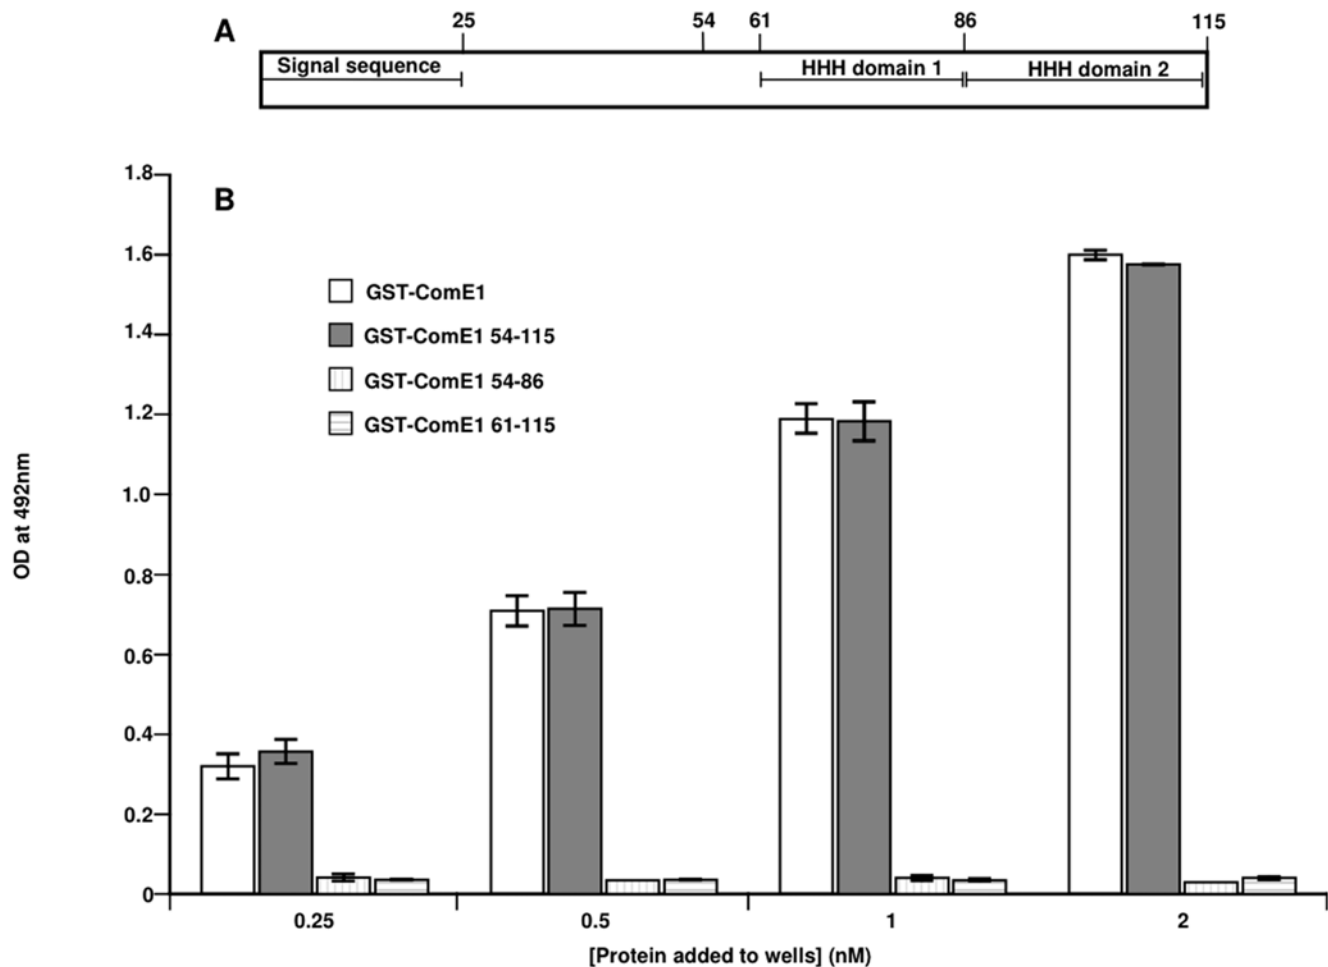 A
25 54 61 86 115
Signal sequence HHH domain 1 HHH domain 2
B
1.8
1.6
1.4
1.2
1.0
0.8
0.6
0.4
0.2
0
OD at 492nm
GST-ComE1
GST-ComE1 54-115
GST-ComE1 54-86
GST-ComE1 61-115
0.25 0.5 1 2
[Protein added to wells] (nM)